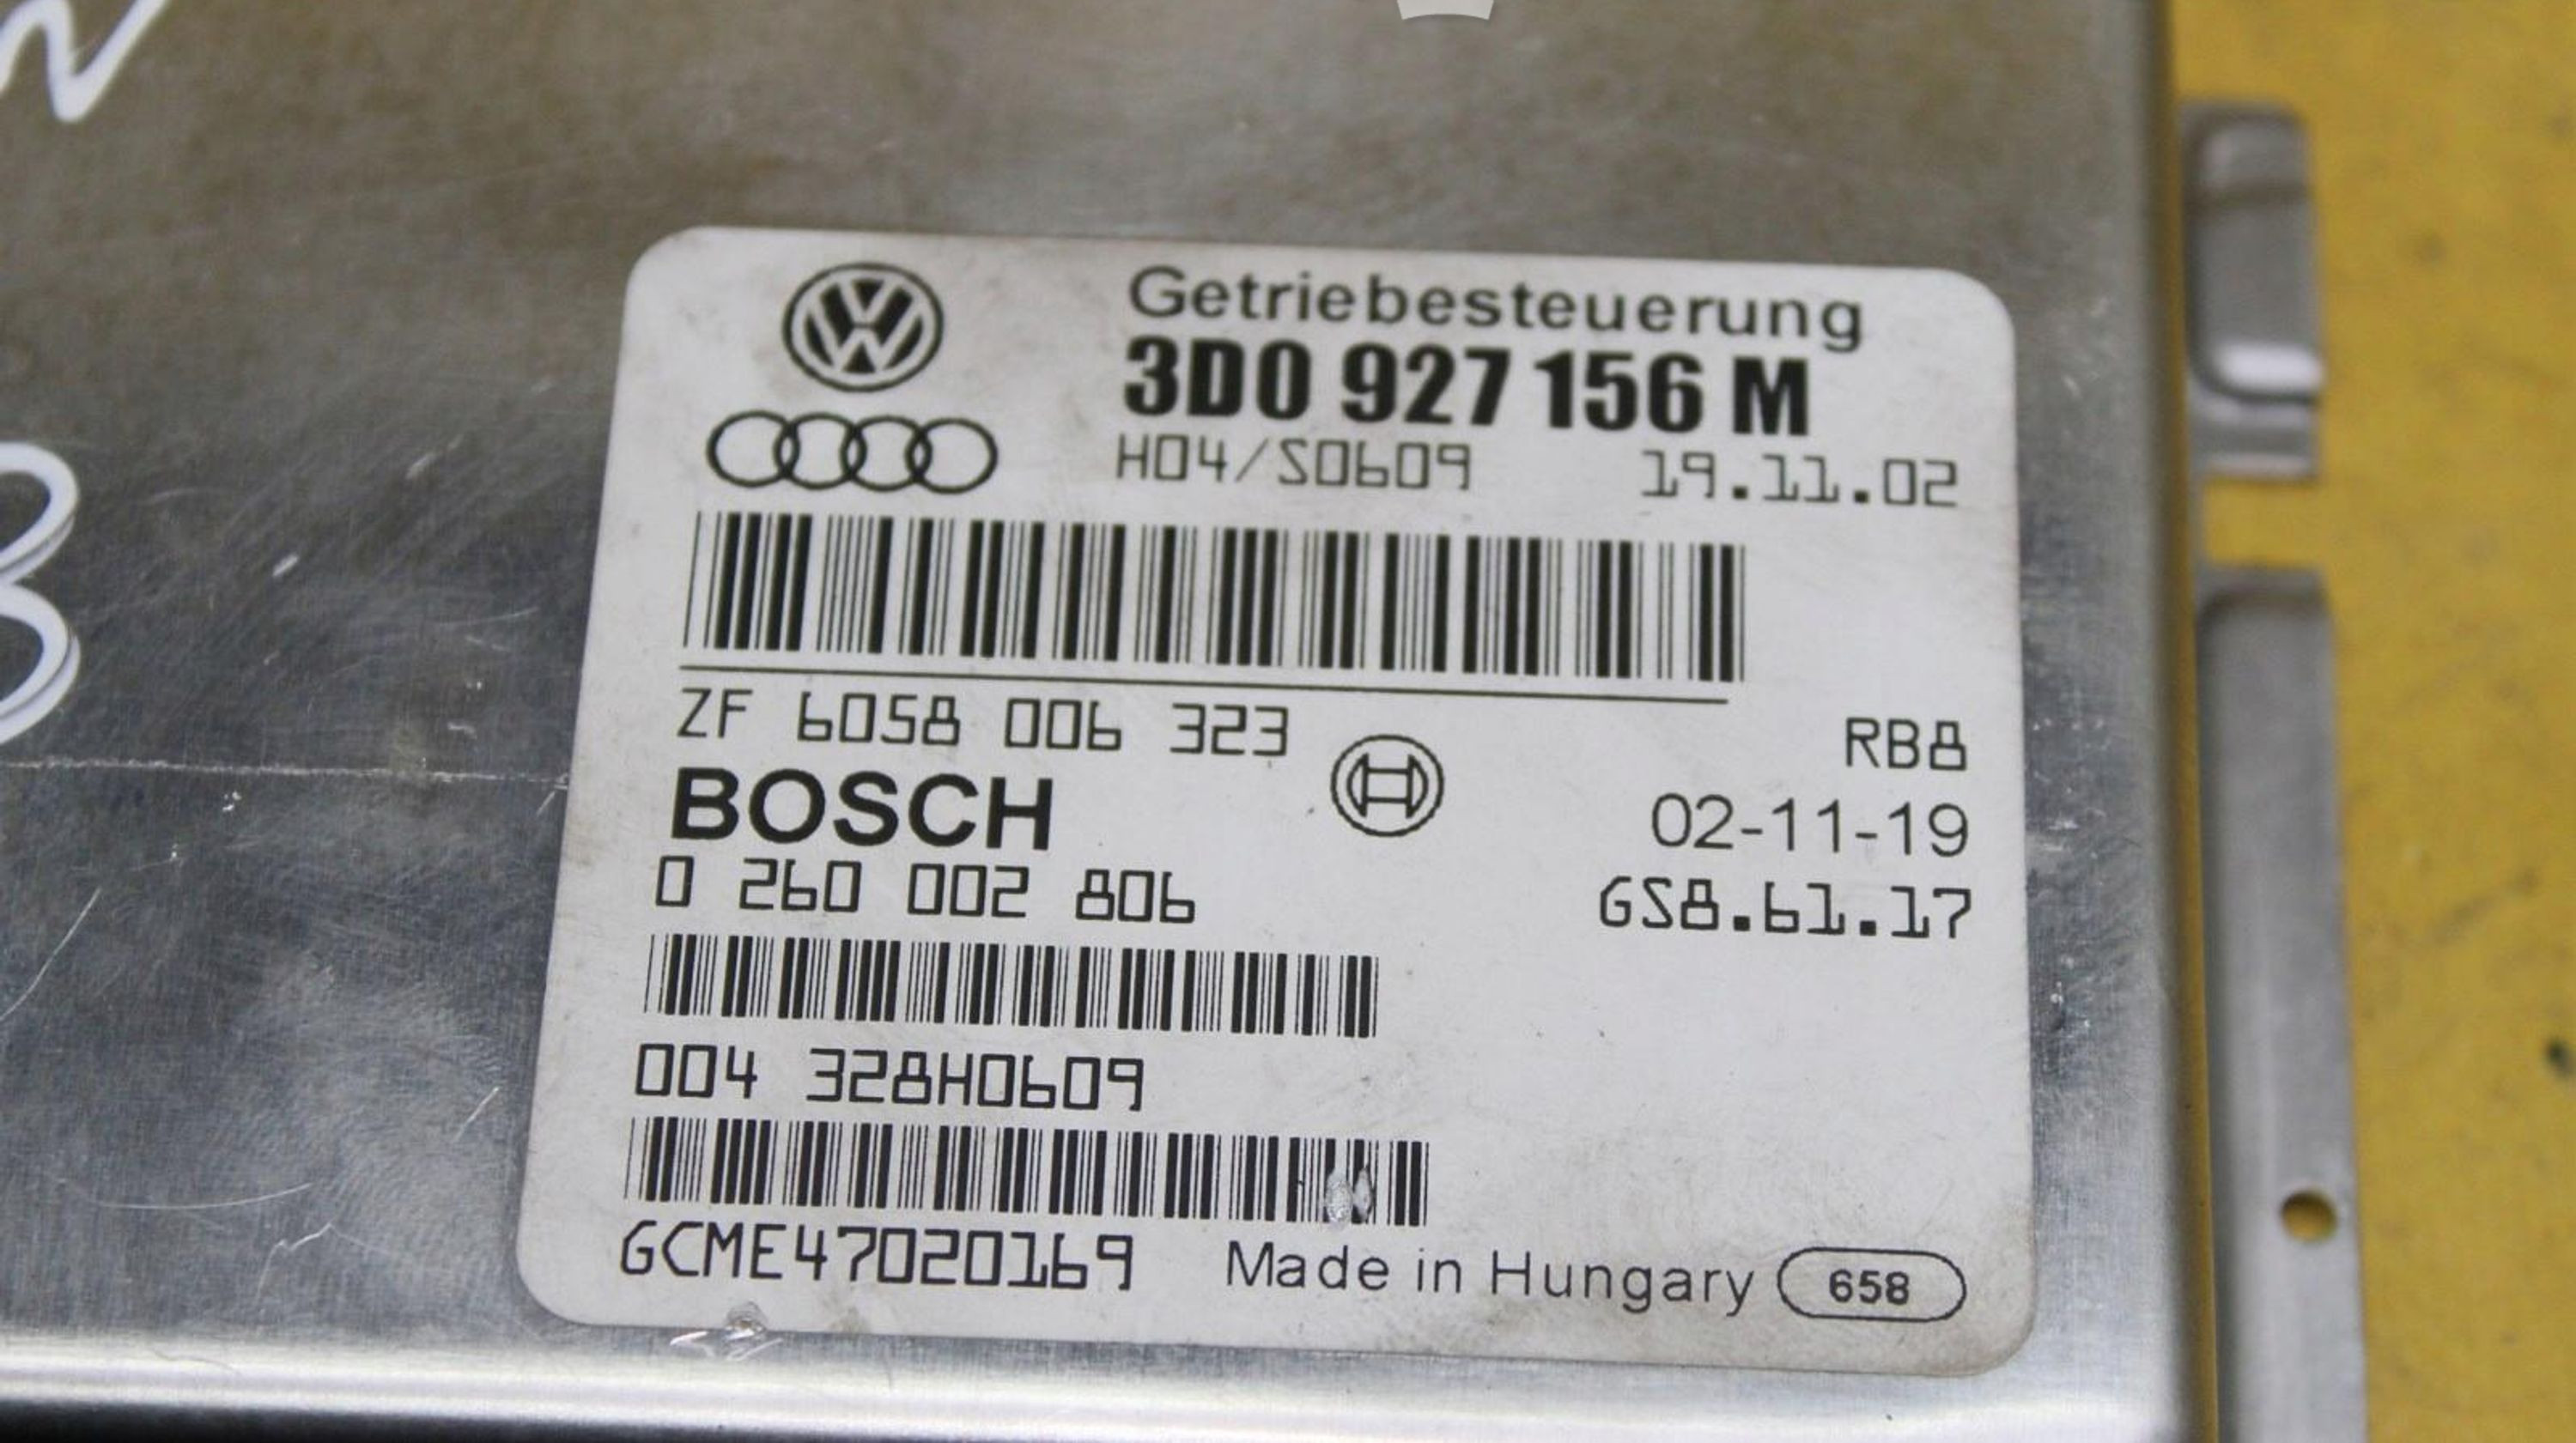 Getriebesteuerung
3D0 927 156 M
H04/S0609 19.11.02
ZF 6058 006 323 RB8
BOSCH 02-11-19
0 260 002 806 GS8.61.17
004 328H0609
GCME47020169 Made in Hungary 658